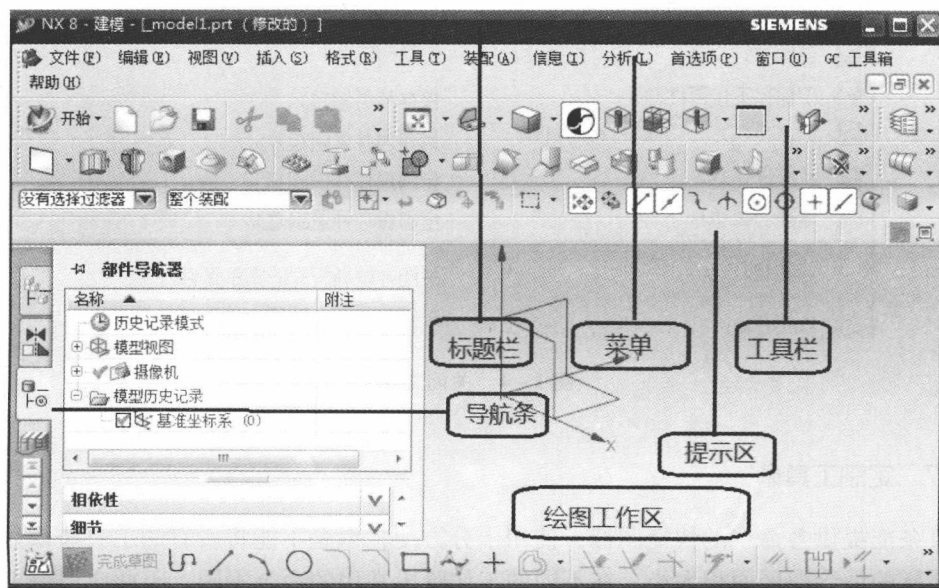 NX 8 - 建模 - [_model1.prt （修改的）]
SIEMENS
文件(F) 编辑(E) 视图(V) 插入(S) 格式(R) 工具(T) 装配(A) 信息(I) 分析(L) 首选项(P) 窗口(O) GC 工具箱
帮助(H)
开始
没有选择过滤器 整个装配
部件导航器
名称 附注
历史记录模式
模型视图
摄像机
模型历史记录
基准坐标系 (0)
相依性
细节
标题栏
菜单
工具栏
导航条
X
提示区
绘图工作区
完成草图